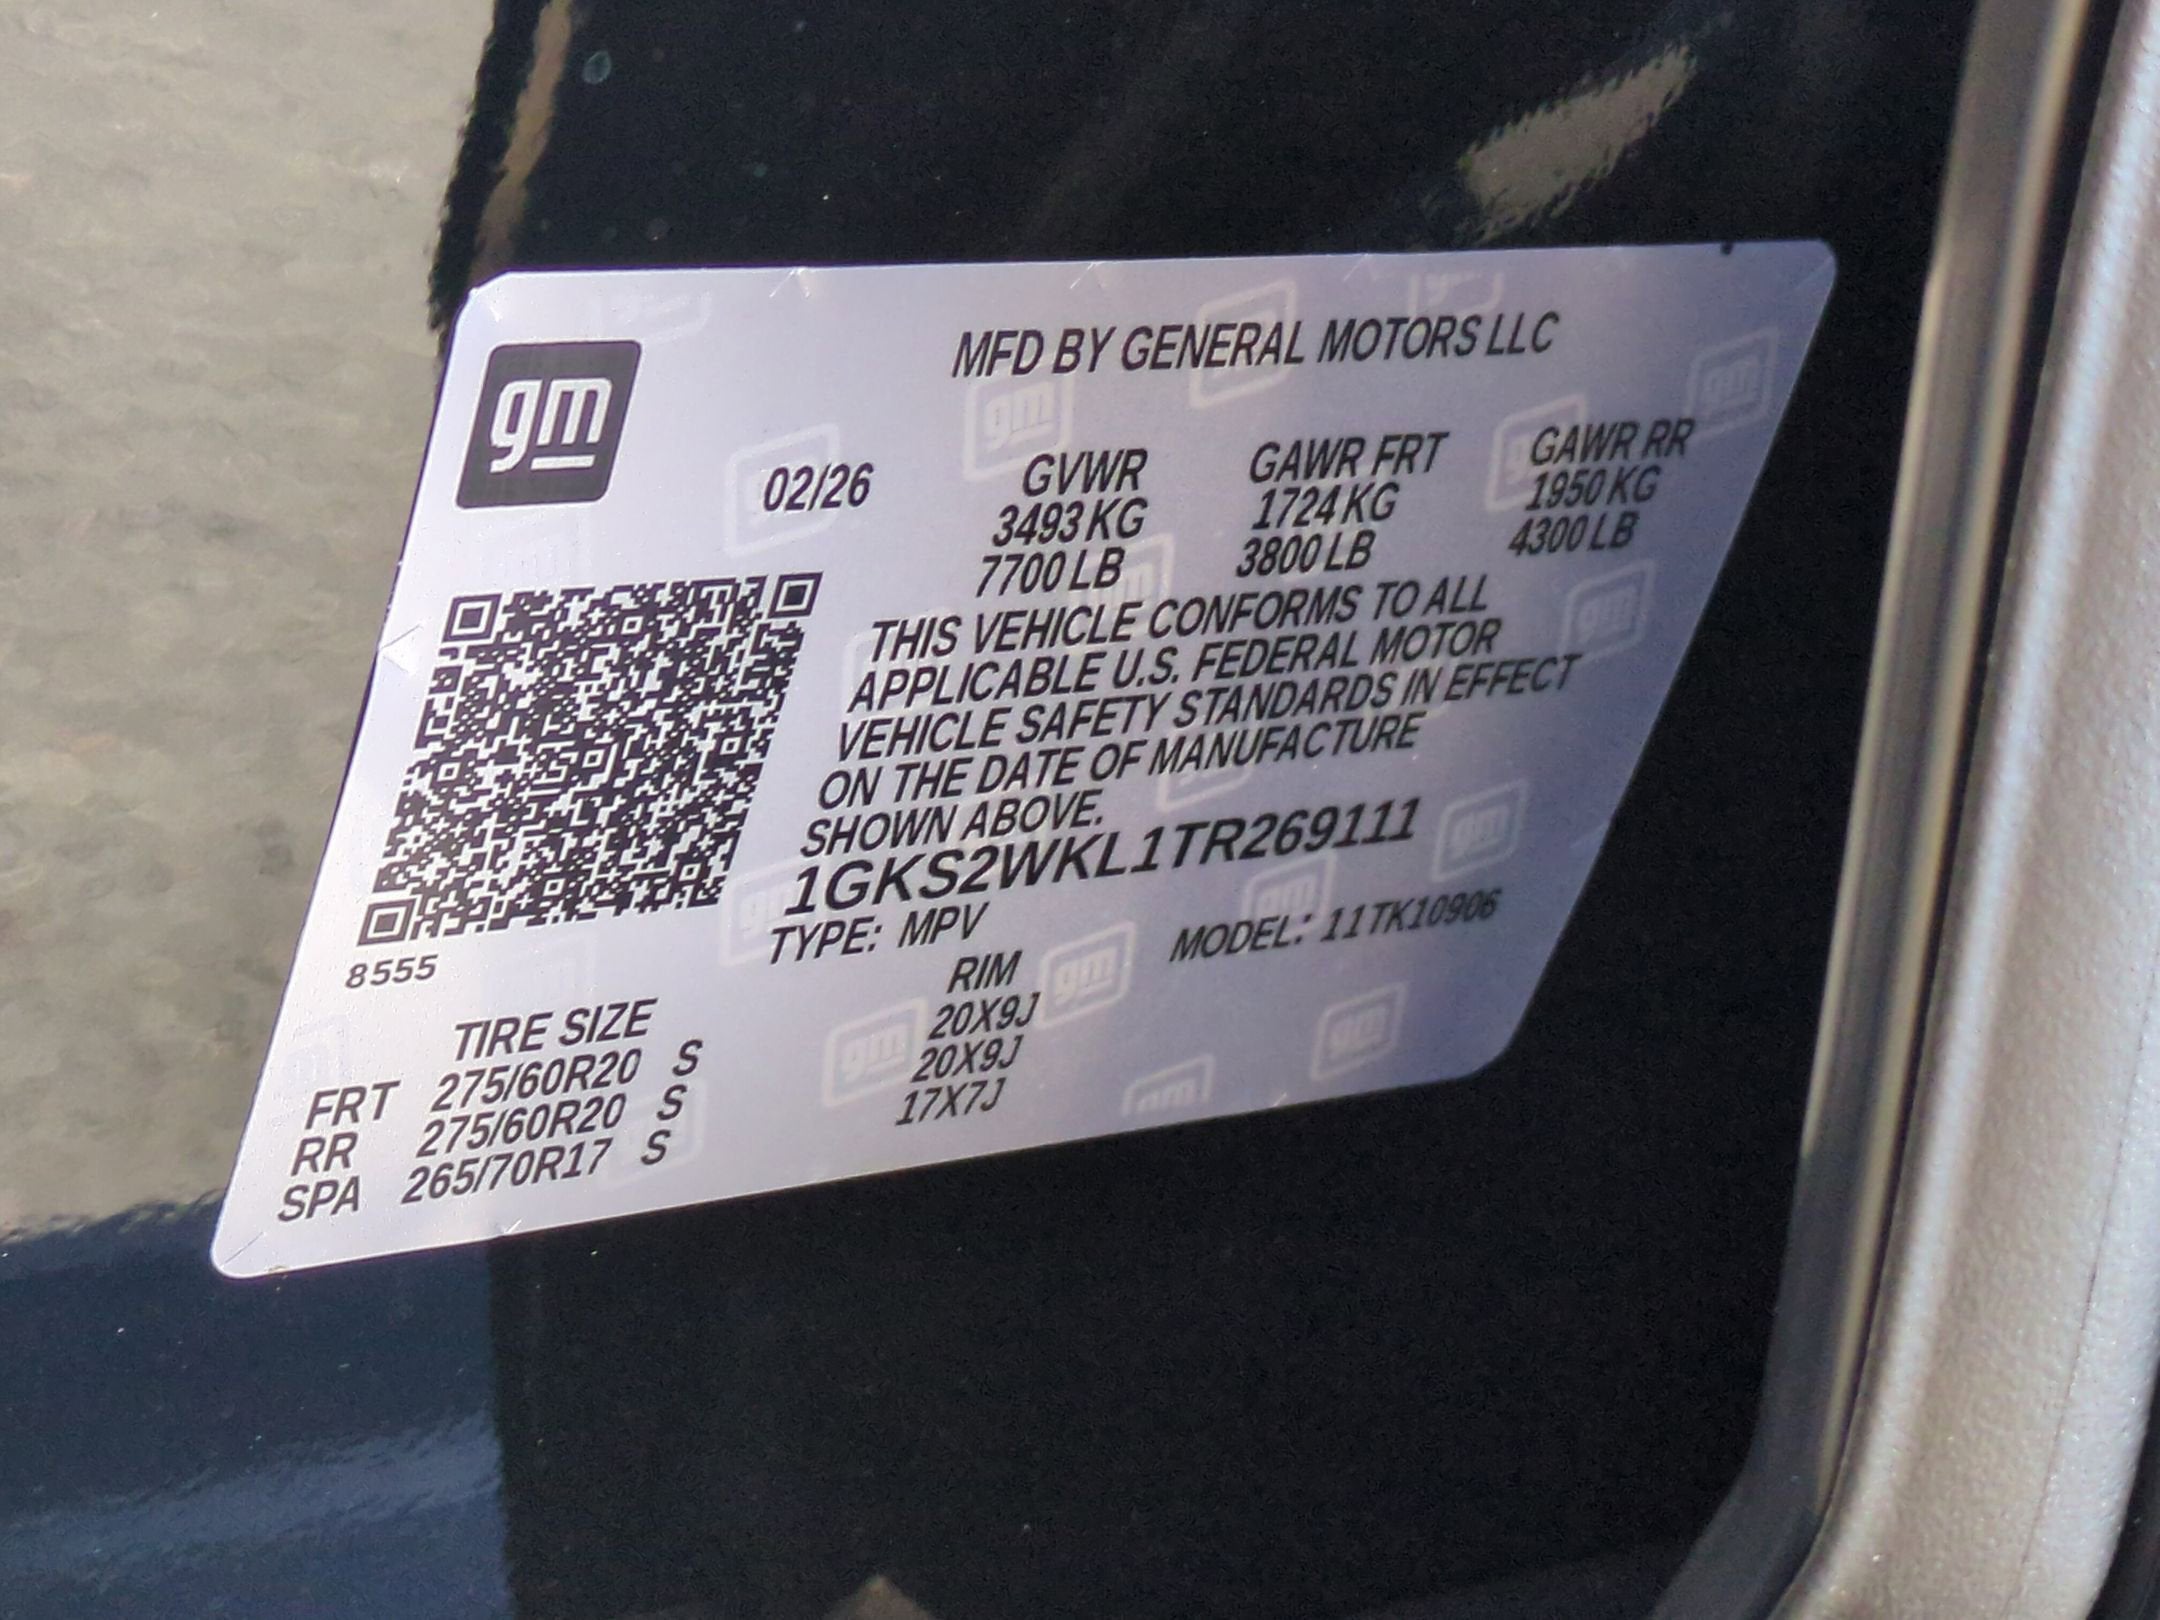 gm
MFD BY GENERAL MOTORS LLC
02/26 GVWR GAWR FRT GAWR RR
3493 KG 1724 KG 1950 KG
7700 LB 3800 LB 4300 LB
THIS VEHICLE CONFORMS TO ALL
APPLICABLE U.S. FEDERAL MOTOR
VEHICLE SAFETY STANDARDS IN EFFECT
ON THE DATE OF MANUFACTURE
SHOWN ABOVE.
1GKS2WKL1TR269111
TYPE: MPV MODEL: 11TK10906
8555
TIRE SIZE RIM
FRT 275/60R20 S 20X9J
RR 275/60R20 S 20X9J
SPA 265/70R17 S 17X7J